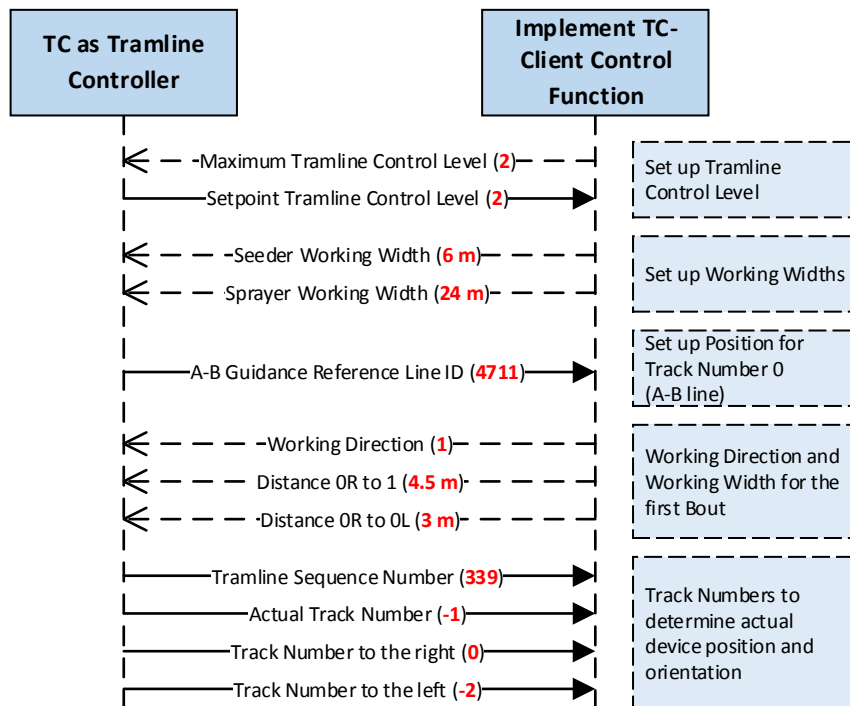 TC as Tramline
Controller
Implement TC-
Client Control
Function
Maximum Tramline Control Level (2)
Setpoint Tramline Control Level (2)
Set up Tramline
Control Level
Seeder Working Width (6 m)
Sprayer Working Width (24 m)
Set up Working Widths
A-B Guidance Reference Line ID (4711)
Set up Position for
Track Number 0
(A-B line)
Working Direction (1)
Distance 0R to 1 (4.5 m)
Distance 0R to 0L (3 m)
Working Direction and
Working Width for the
first Bout
Tramline Sequence Number (339)
Actual Track Number (-1)
Track Number to the right (0)
Track Number to the left (-2)
Track Numbers to
determine actual
device position and
orientation